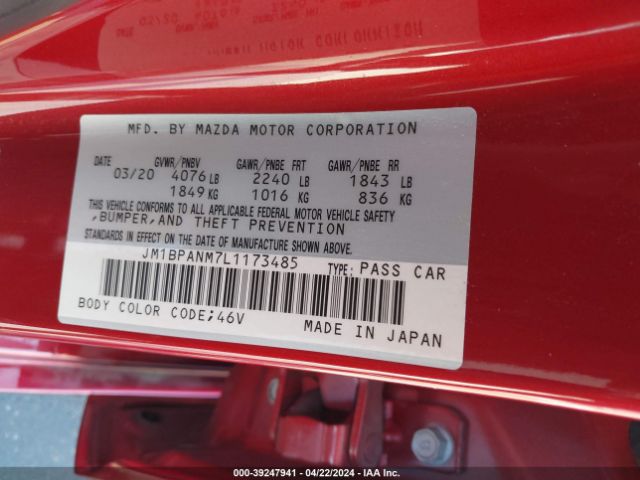 MFD. BY MAZDA MOTOR CORPORATION
DATE GVWR/PNBV GAWR/PNBE FRT GAWR/PNBE RR
03/20 4076 LB 2240 LB 1843 LB
1849 KG 1016 KG 836 KG
THIS VEHICLE CONFORMS TO ALL APPLICABLE FEDERAL MOTOR VEHICLE SAFETY
,BUMPER,AND THEFT PREVENTION
STANDARDS IN EFFECT ON THE DATE OF MANUFACTURE SHOWN ABOVE.
JM1BPANM7L1173485 TYPE: PASS CAR
BODY COLOR CODE;46V
MADE IN JAPAN
000-39247941 - 04/22/2024 - IAA Inc.